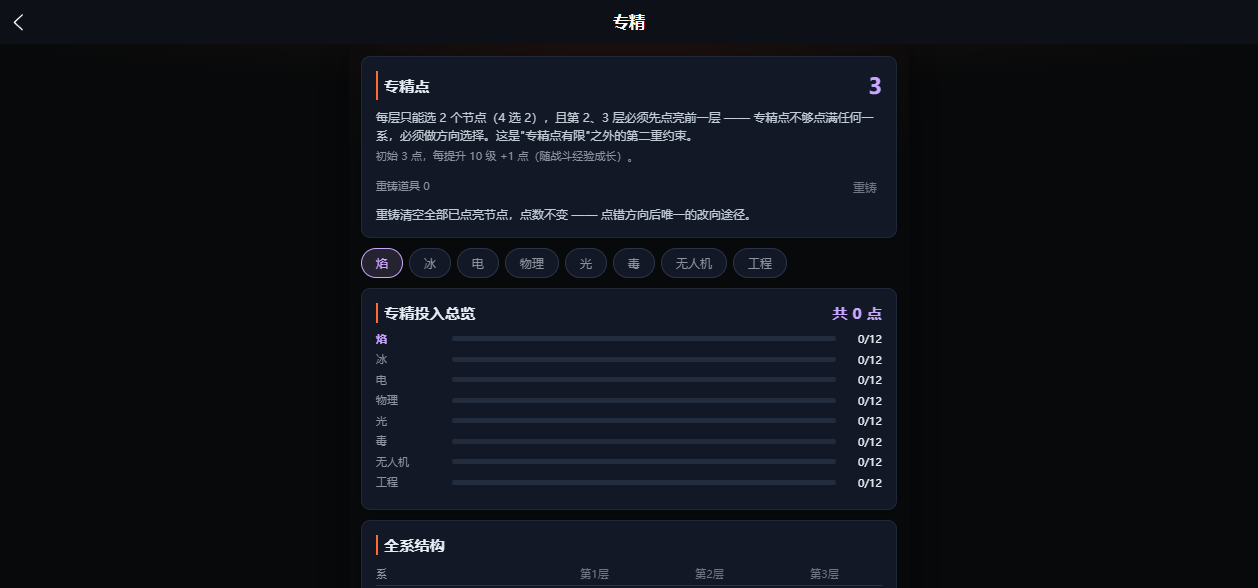 专精
专精点 3
每层只能选 2 个节点（4 选 2），且第 2、3 层必须先点亮前一层 —— 专精点不够点满任何一
系，必须做方向选择。这是"专精点有限"之外的第二重约束。
初始 3 点，每提升 10 级 +1 点（随战斗经验成长）。
重铸道具 0 重铸
重铸清空全部已点亮节点，点数不变 —— 点错方向后唯一的改向途径。
焰 冰 电 物理 光 毒 无人机 工程
专精投入总览 共 0 点
焰 0/12
冰 0/12
电 0/12
物理 0/12
光 0/12
毒 0/12
无人机 0/12
工程 0/12
全系结构
系 第1层 第2层 第3层